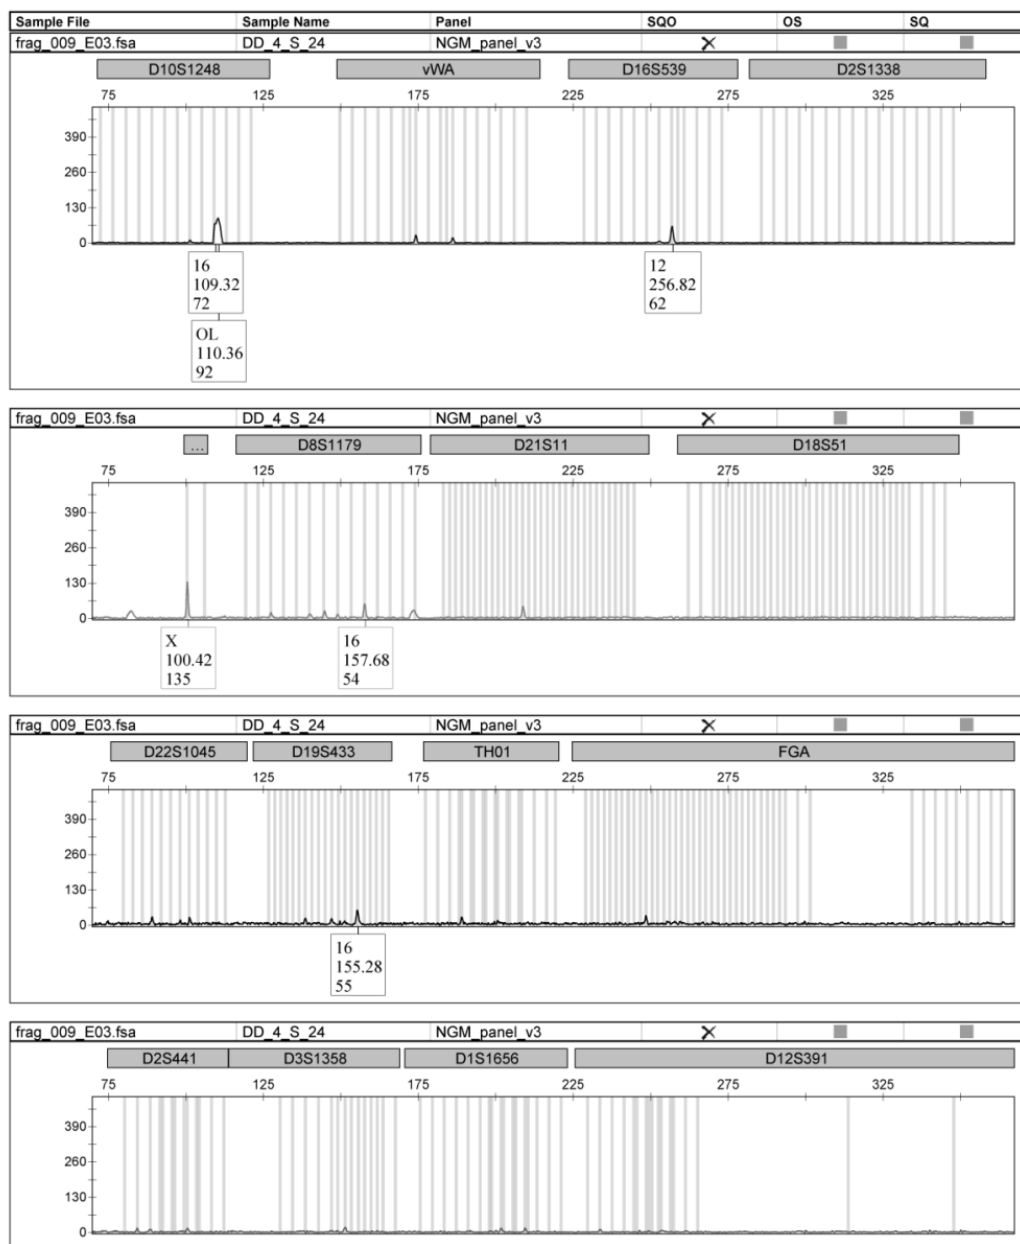 Sample File Sample Name Panel SQO OS SQ
frag_009_E03.fsa DD_4_S_24 NGM_panel_v3
D10S1248 vWA D16S539 D2S1338
75 125 175 225 275 325
390
260
130
0
16
109.32
72
OL
110.36
92
12
256.82
62
frag_009_E03.fsa DD_4_S_24 NGM_panel_v3
... D8S1179 D21S11 D18S51
75 125 175 225 275 325
390
260
130
0
X
100.42
135
16
157.68
54
frag_009_E03.fsa DD_4_S_24 NGM_panel_v3
D22S1045 D19S433 TH01 FGA
75 125 175 225 275 325
390
260
130
0
16
155.28
55
frag_009_E03.fsa DD_4_S_24 NGM_panel_v3
D2S441 D3S1358 D1S1656 D12S391
75 125 175 225 275 325
390
260
130
0